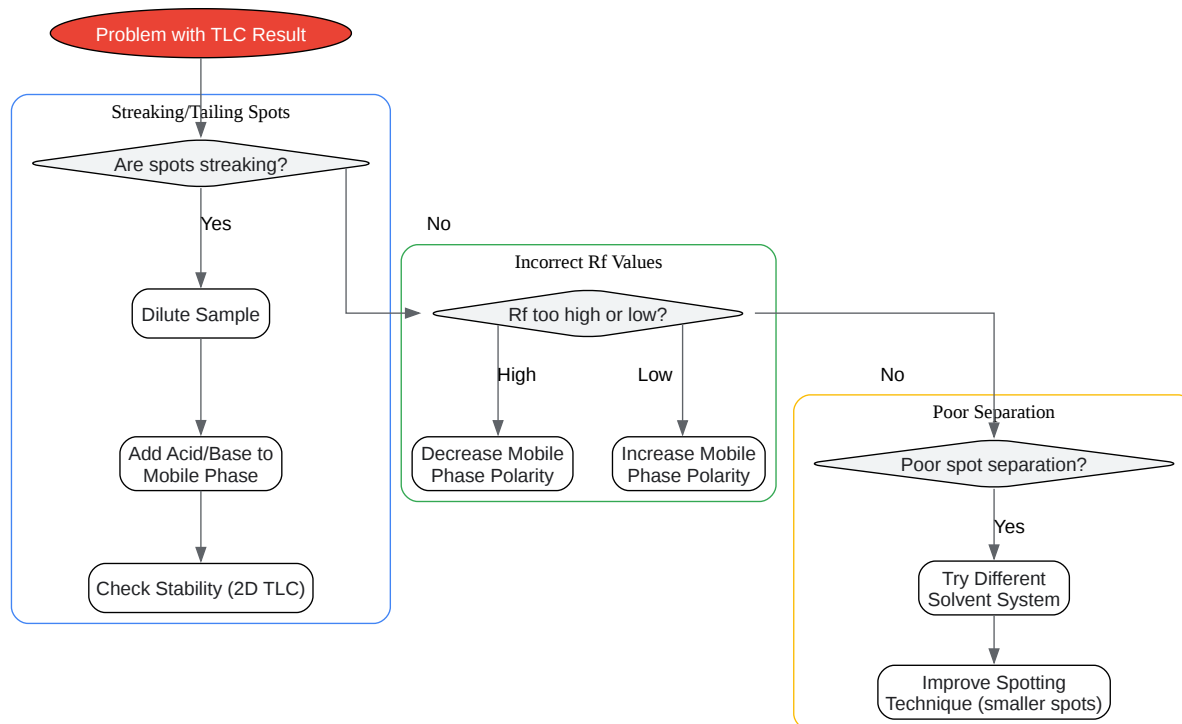 Problem with TLC Result
Streaking/Tailing Spots
Are spots streaking?
Yes
No
Dilute Sample
Add Acid/Base to
Mobile Phase
Check Stability (2D TLC)
Incorrect Rf Values
Rf too high or low?
High
Low
No
Decrease Mobile
Phase Polarity
Increase Mobile
Phase Polarity
Poor Separation
Poor spot separation?
Yes
Try Different
Solvent System
Improve Spotting
Technique (smaller spots)